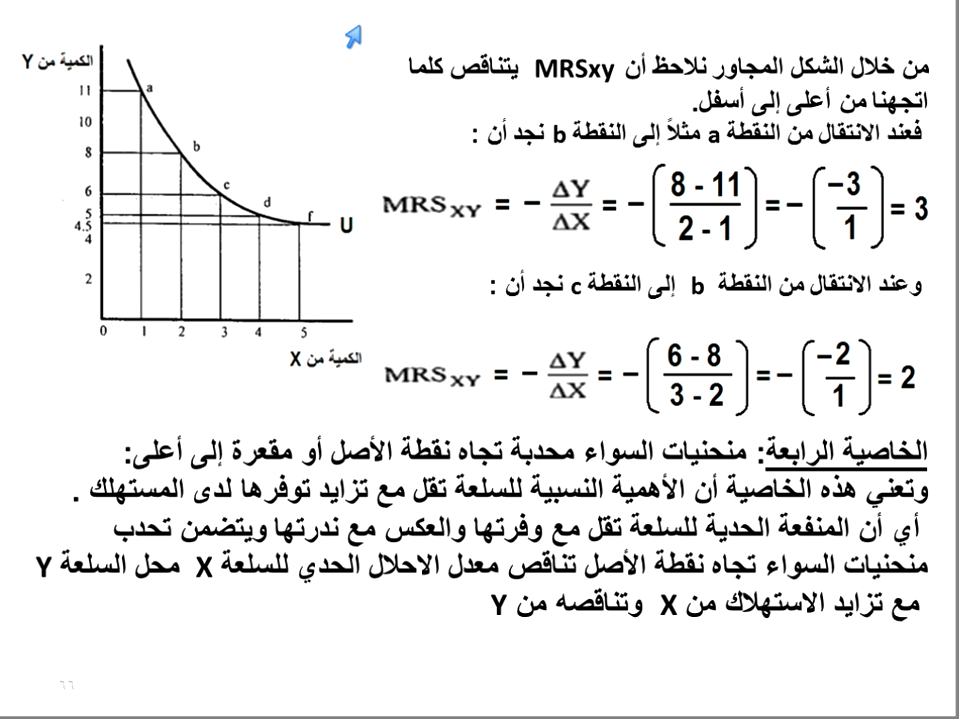 من خلال الشكل المجاور نلاحظ أن MRSxy يتناقص كلما
اتجهنا من أعلى إلى أسفل.
فعند الانتقال من النقطة a مثلاً إلى النقطة b نجد أن :
MRS XY = − ΔY/ΔX = − (8 - 11 / 2 - 1) = − (−3 / 1) = 3
وعند الانتقال من النقطة b إلى النقطة c نجد أن :
MRS XY = − ΔY/ΔX = − (6 - 8 / 3 - 2) = − (−2 / 1) = 2
الكمية من Y
11
10
8
6
5
4.5
4
2
a
b
c
d
f
U
0 1 2 3 4 5
الكمية من X
الخاصية الرابعة: منحنيات السواء محدبة تجاه نقطة الأصل أو مقعرة إلى أعلى:
وتعني هذه الخاصية أن الأهمية النسبية للسلعة تقل مع تزايد توفرها لدى المستهلك .
أي أن المنفعة الحدية للسلعة تقل مع وفرتها والعكس مع ندرتها ويتضمن تحدب
منحنيات السواء تجاه نقطة الأصل تناقص معدل الاحلال الحدي للسلعة X محل السلعة Y
مع تزايد الاستهلاك من X وتناقصه من Y
٦٦